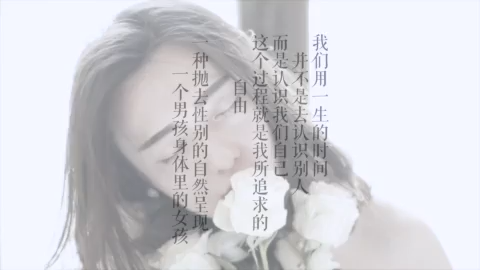 我们用一生的时间
并不是去认识别人
而是认识我们自己
这个过程就是我所追求的
自由
一种抛去性别的自然呈现
一个男孩身体里的女孩